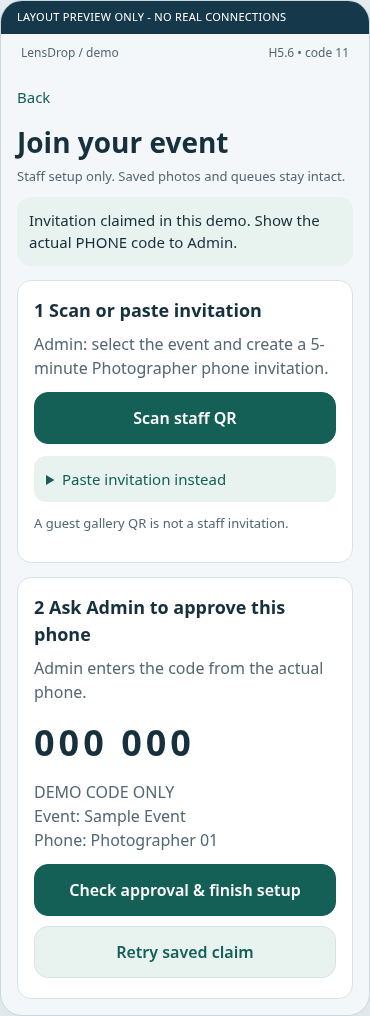 LAYOUT PREVIEW ONLY - NO REAL CONNECTIONS
LensDrop / demo
H5.6 • code 11
Back
Join your event
Staff setup only. Saved photos and queues stay intact.
Invitation claimed in this demo. Show the
actual PHONE code to Admin.
1 Scan or paste invitation
Admin: select the event and create a 5-
minute Photographer phone invitation.
Scan staff QR
▶ Paste invitation instead
A guest gallery QR is not a staff invitation.
2 Ask Admin to approve this
phone
Admin enters the code from the actual
phone.
000 000
DEMO CODE ONLY
Event: Sample Event
Phone: Photographer 01
Check approval & finish setup
Retry saved claim